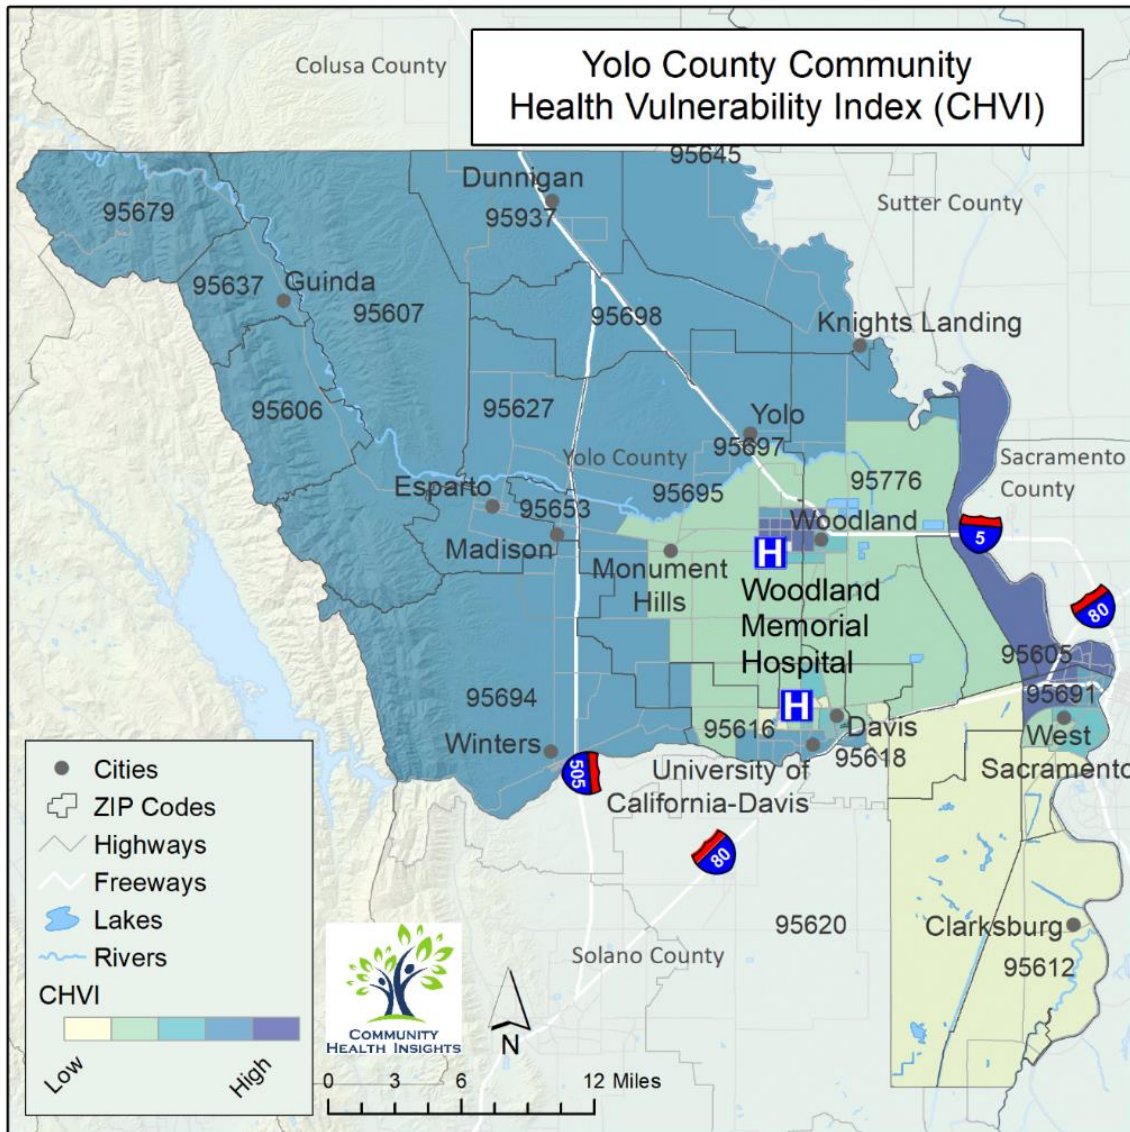 Yolo County Community
Health Vulnerability Index (CHVI)
Colusa County
95645
Dunnigan
95937
Sutter County
95679
95637
Guinda
95607
95698
Knights Landing
95606
95627
Yolo
95697
Yolo County
Sacramento
County
95776
Esparto
95653
95695
Woodland
5
Madison
Monument
Hills
H
Woodland
Memorial
Hospital
80
95605
95694
95691
H
95616
Davis
West
Winters
95618
Sacramento
505
University of
California-Davis
80
95620
Clarksburg
Solano County
95612
Cities
ZIP Codes
Highways
Freeways
Lakes
Rivers
CHVI
Low
High
COMMUNITY
HEALTH INSIGHTS
N
0 3 6 12 Miles